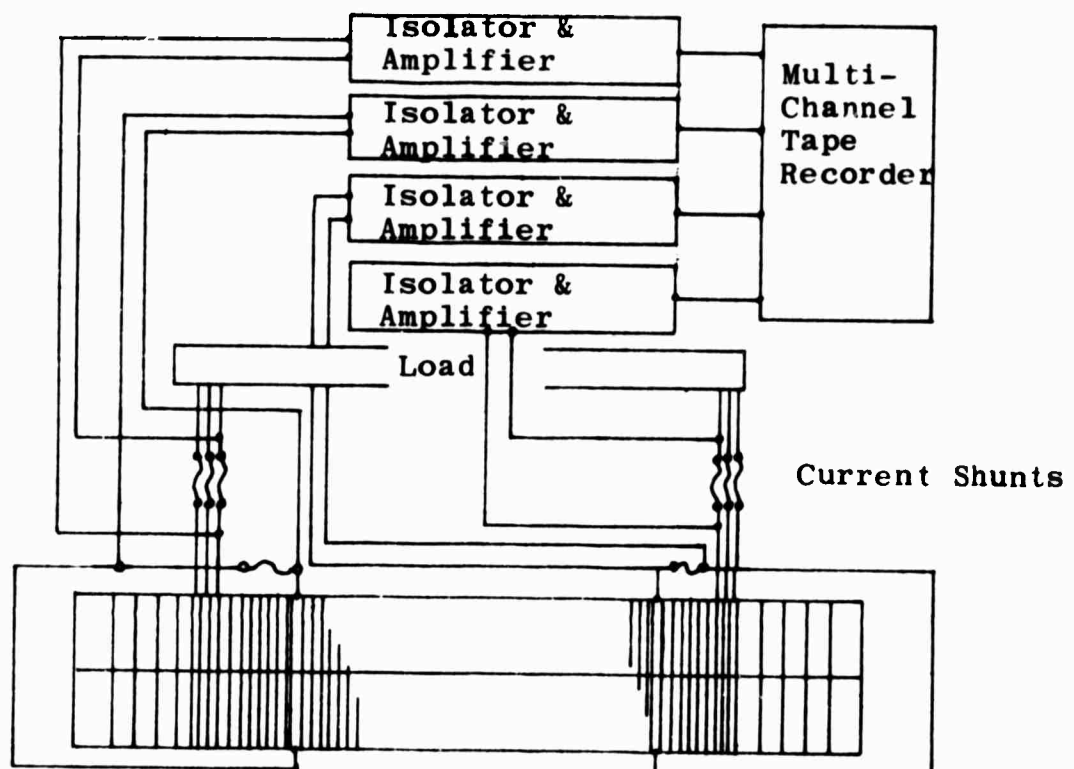 Isolator &
Amplifier
Isolator &
Amplifier
Isolator &
Amplifier
Isolator &
Amplifier
Multi-
Channel
Tape
Recorder
Load
Current Shunts